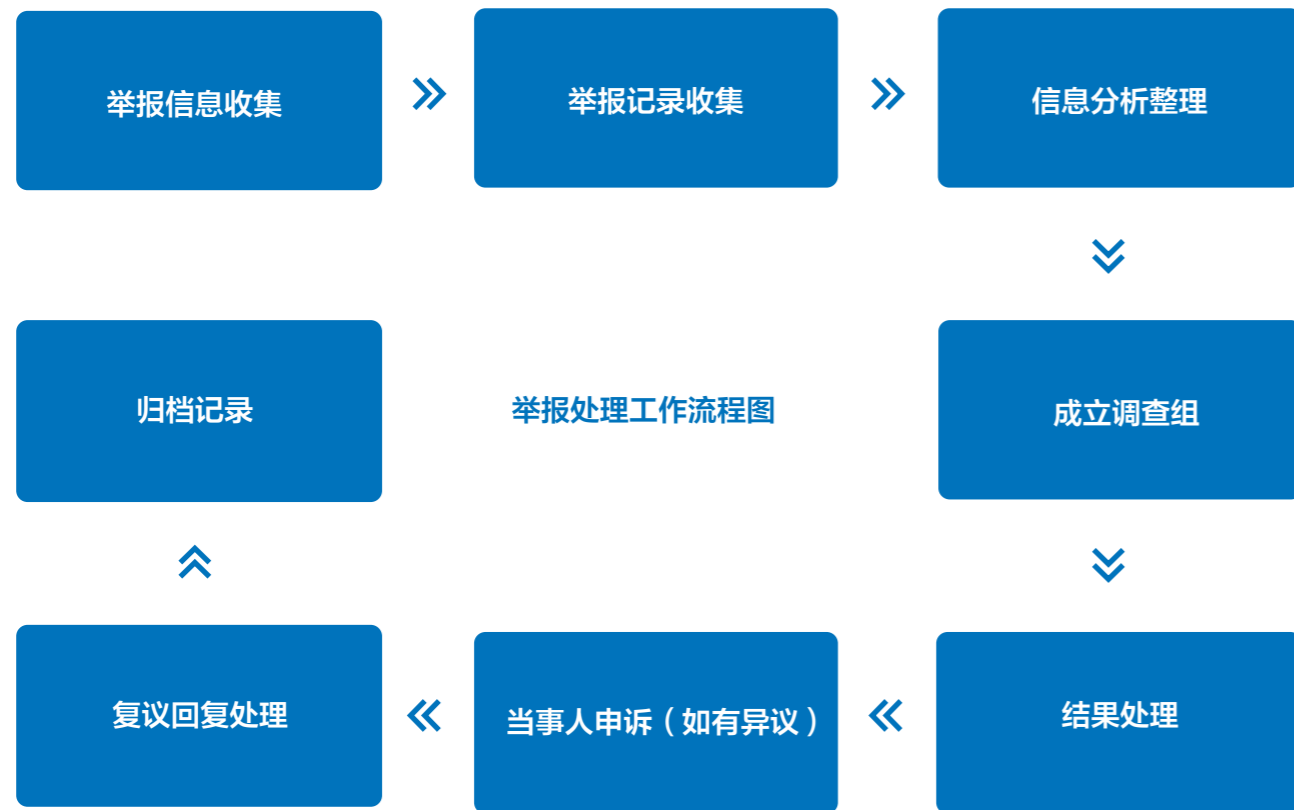 举报信息收集
举报记录收集
信息分析整理
归档记录
举报处理工作流程图
成立调查组
复议回复处理
当事人申诉（如有异议）
结果处理